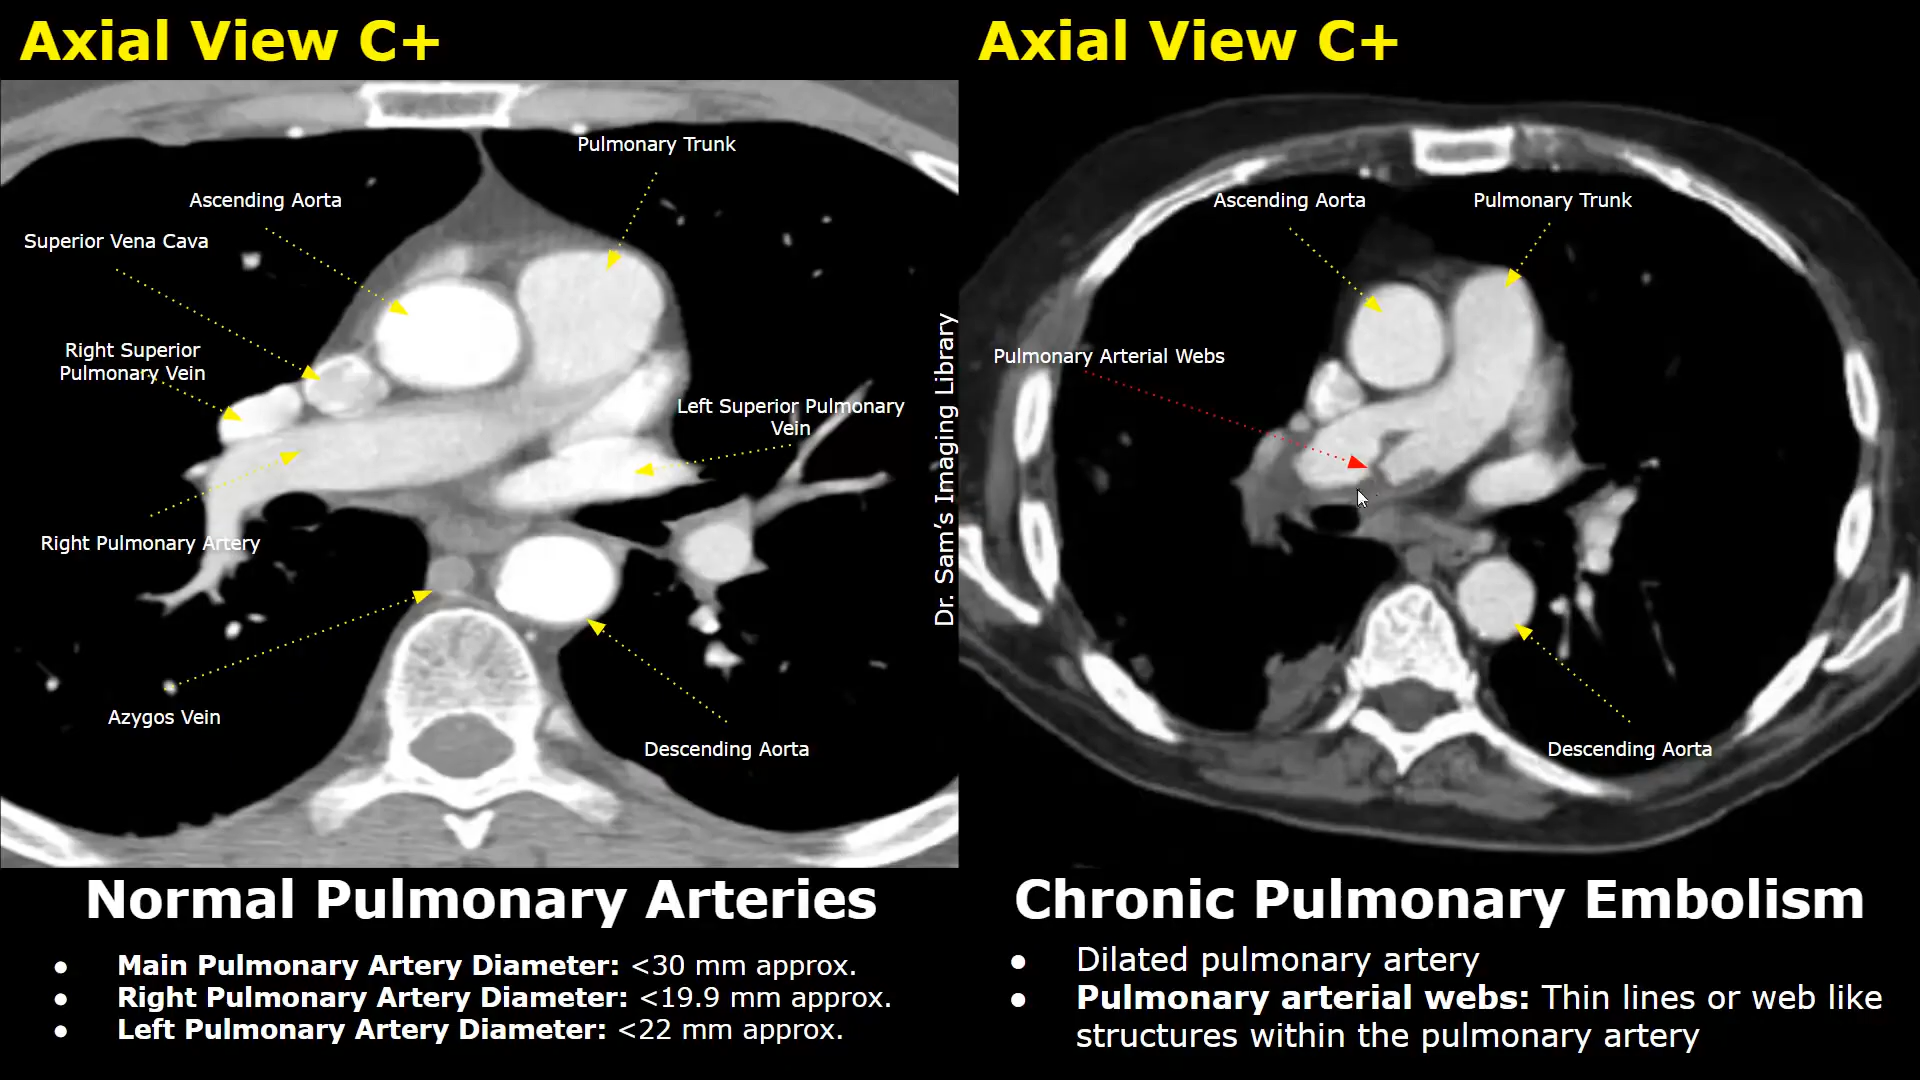 Axial View C+
Axial View C+
Pulmonary Trunk
Ascending Aorta
Superior Vena Cava
Right Superior
Pulmonary Vein
Left Superior Pulmonary
Vein
Right Pulmonary Artery
Azygos Vein
Descending Aorta
Dr. Sam's Imaging Library
Ascending Aorta
Pulmonary Trunk
Pulmonary Arterial Webs
Descending Aorta
Normal Pulmonary Arteries
● Main Pulmonary Artery Diameter: <30 mm approx.
● Right Pulmonary Artery Diameter: <19.9 mm approx.
● Left Pulmonary Artery Diameter: <22 mm approx.
Chronic Pulmonary Embolism
● Dilated pulmonary artery
● Pulmonary arterial webs: Thin lines or web like
structures within the pulmonary artery